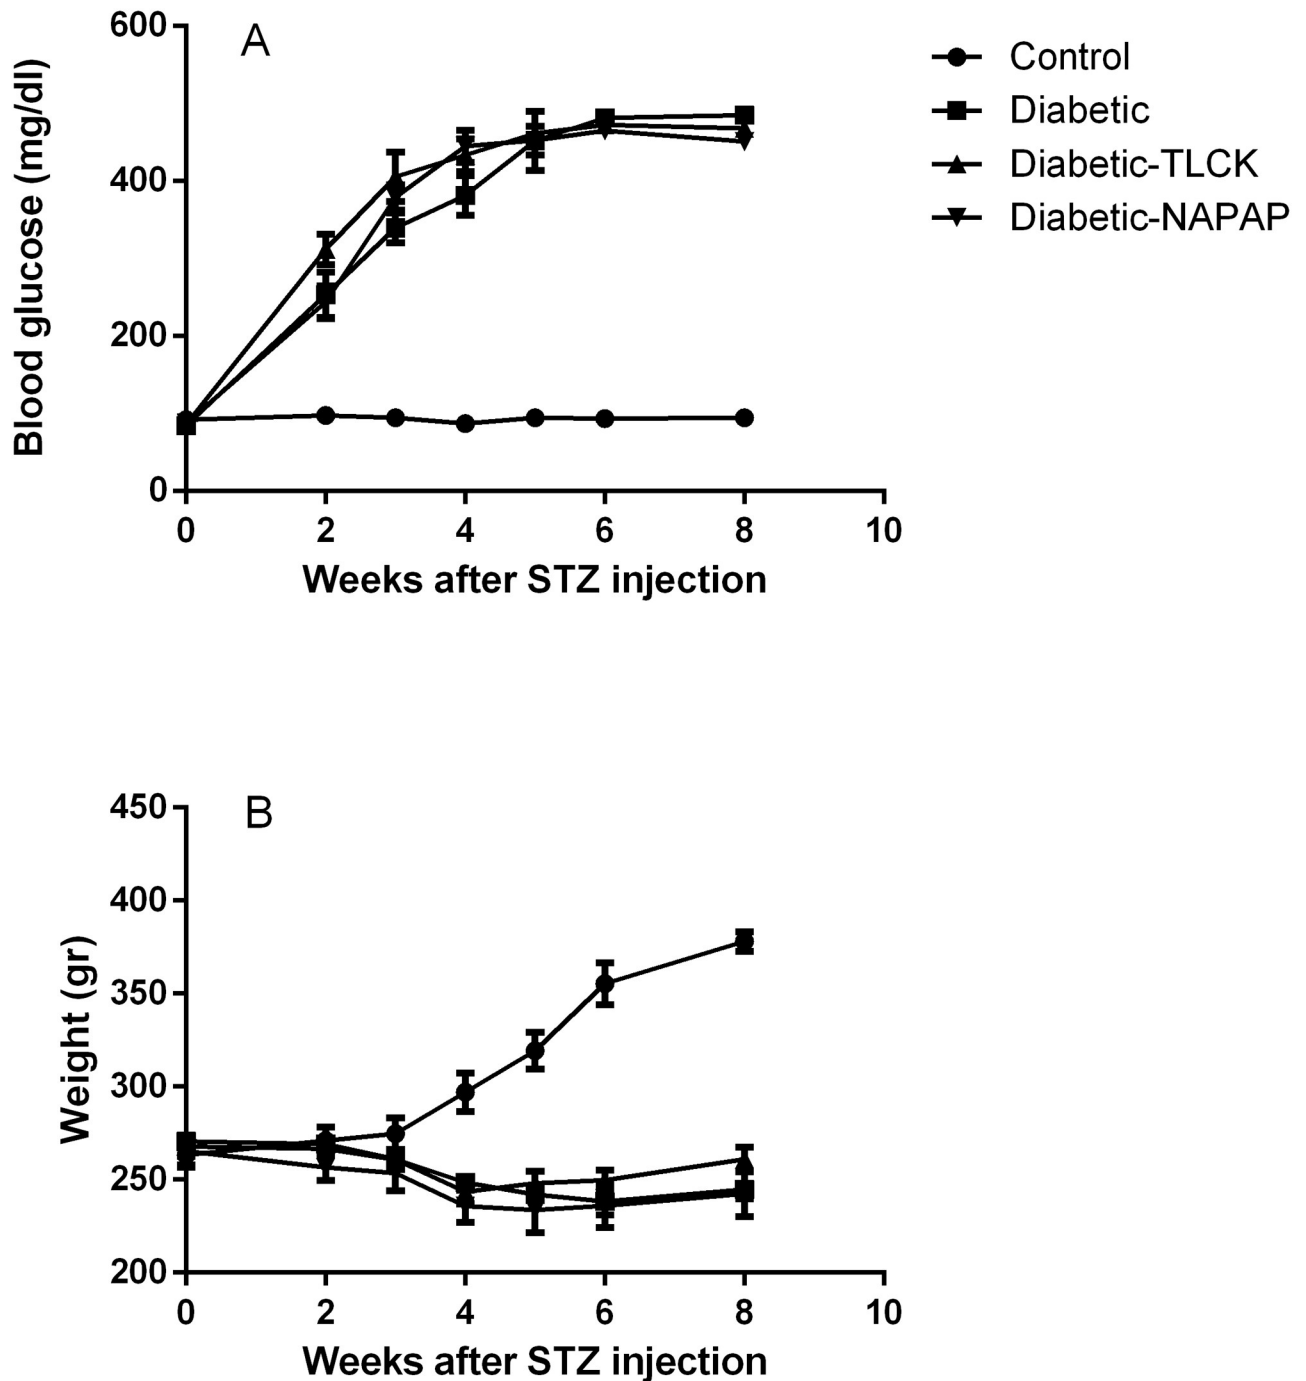 A
Blood glucose (mg/dl)
600
400
200
0
0 2 4 6 8 10
Weeks after STZ injection
Control
Diabetic
Diabetic-TLCK
Diabetic-NAPAP
B
Weight (gr)
450
400
350
300
250
200
0 2 4 6 8 10
Weeks after STZ injection